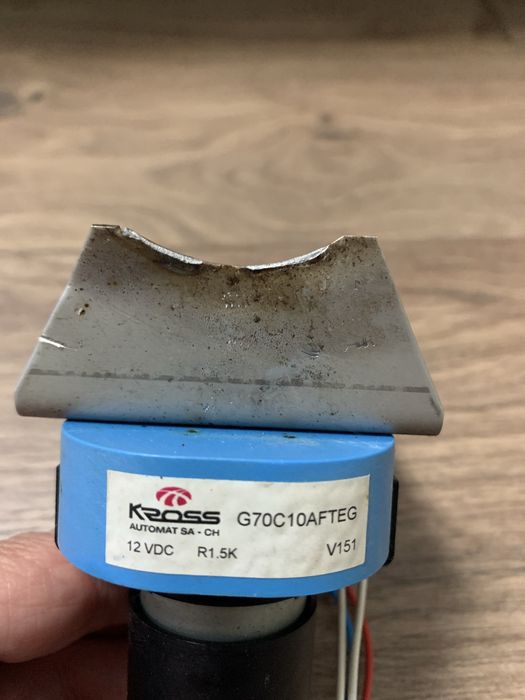 KROSS G70C10AFTEG
AUTOMAT SA - CH
12 VDC R1.5K V151